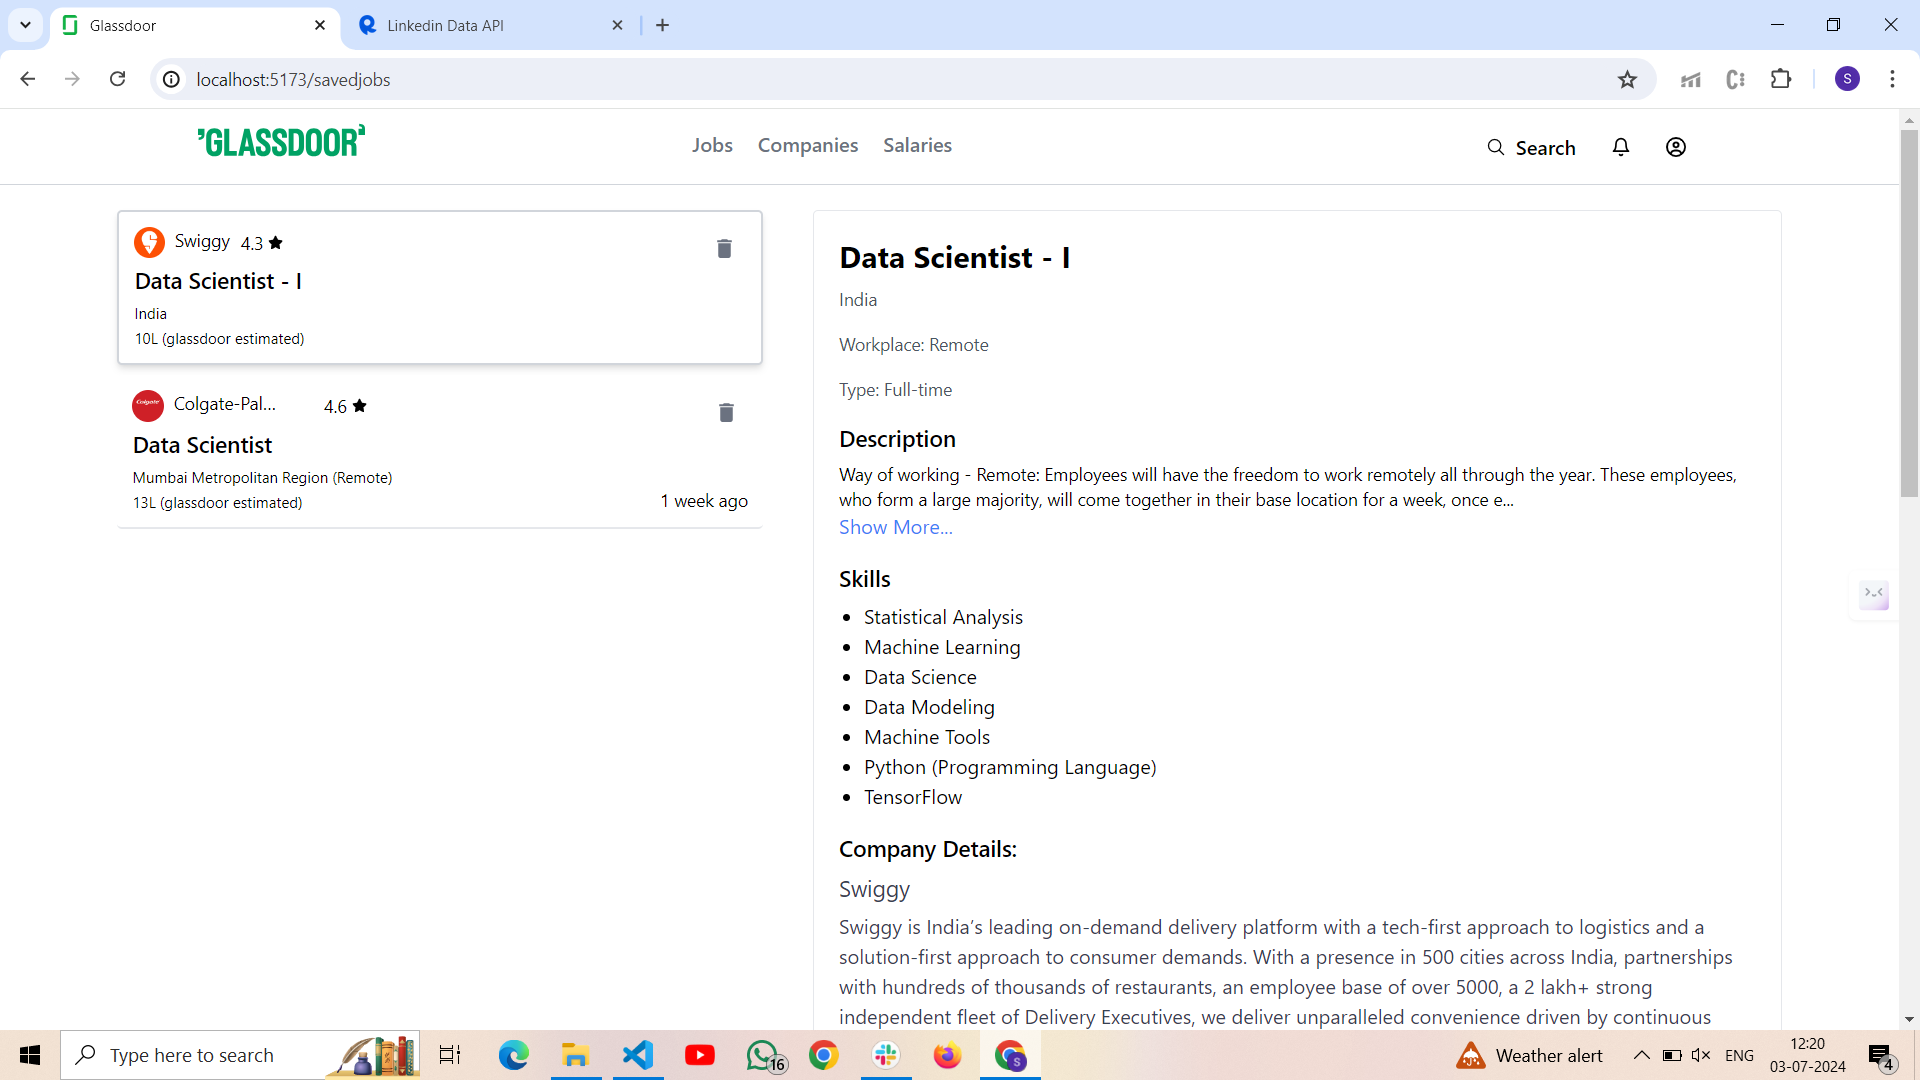 Glassdoor
Linkedin Data API
localhost:5173/savedjobs
S
GLASSDOOR
Jobs
Companies
Salaries
Search
Swiggy 4.3
Data Scientist - I
India
10L (glassdoor estimated)
Colgate
Colgate-Pal... 4.6
Data Scientist
Mumbai Metropolitan Region (Remote)
13L (glassdoor estimated)
1 week ago
Data Scientist - I
India
Workplace: Remote
Type: Full-time
Description
Way of working - Remote: Employees will have the freedom to work remotely all through the year. These employees,
who form a large majority, will come together in their base location for a week, once e...
Show More...
Skills
Statistical Analysis
Machine Learning
Data Science
Data Modeling
Machine Tools
Python (Programming Language)
TensorFlow
Company Details:
Swiggy
Swiggy is India’s leading on-demand delivery platform with a tech-first approach to logistics and a
solution-first approach to consumer demands. With a presence in 500 cities across India, partnerships
with hundreds of thousands of restaurants, an employee base of over 5000, a 2 lakh+ strong
independent fleet of Delivery Executives, we deliver unparalleled convenience driven by continuous
Type here to search
16
S
Weather alert
ENG
12:20
03-07-2024
4